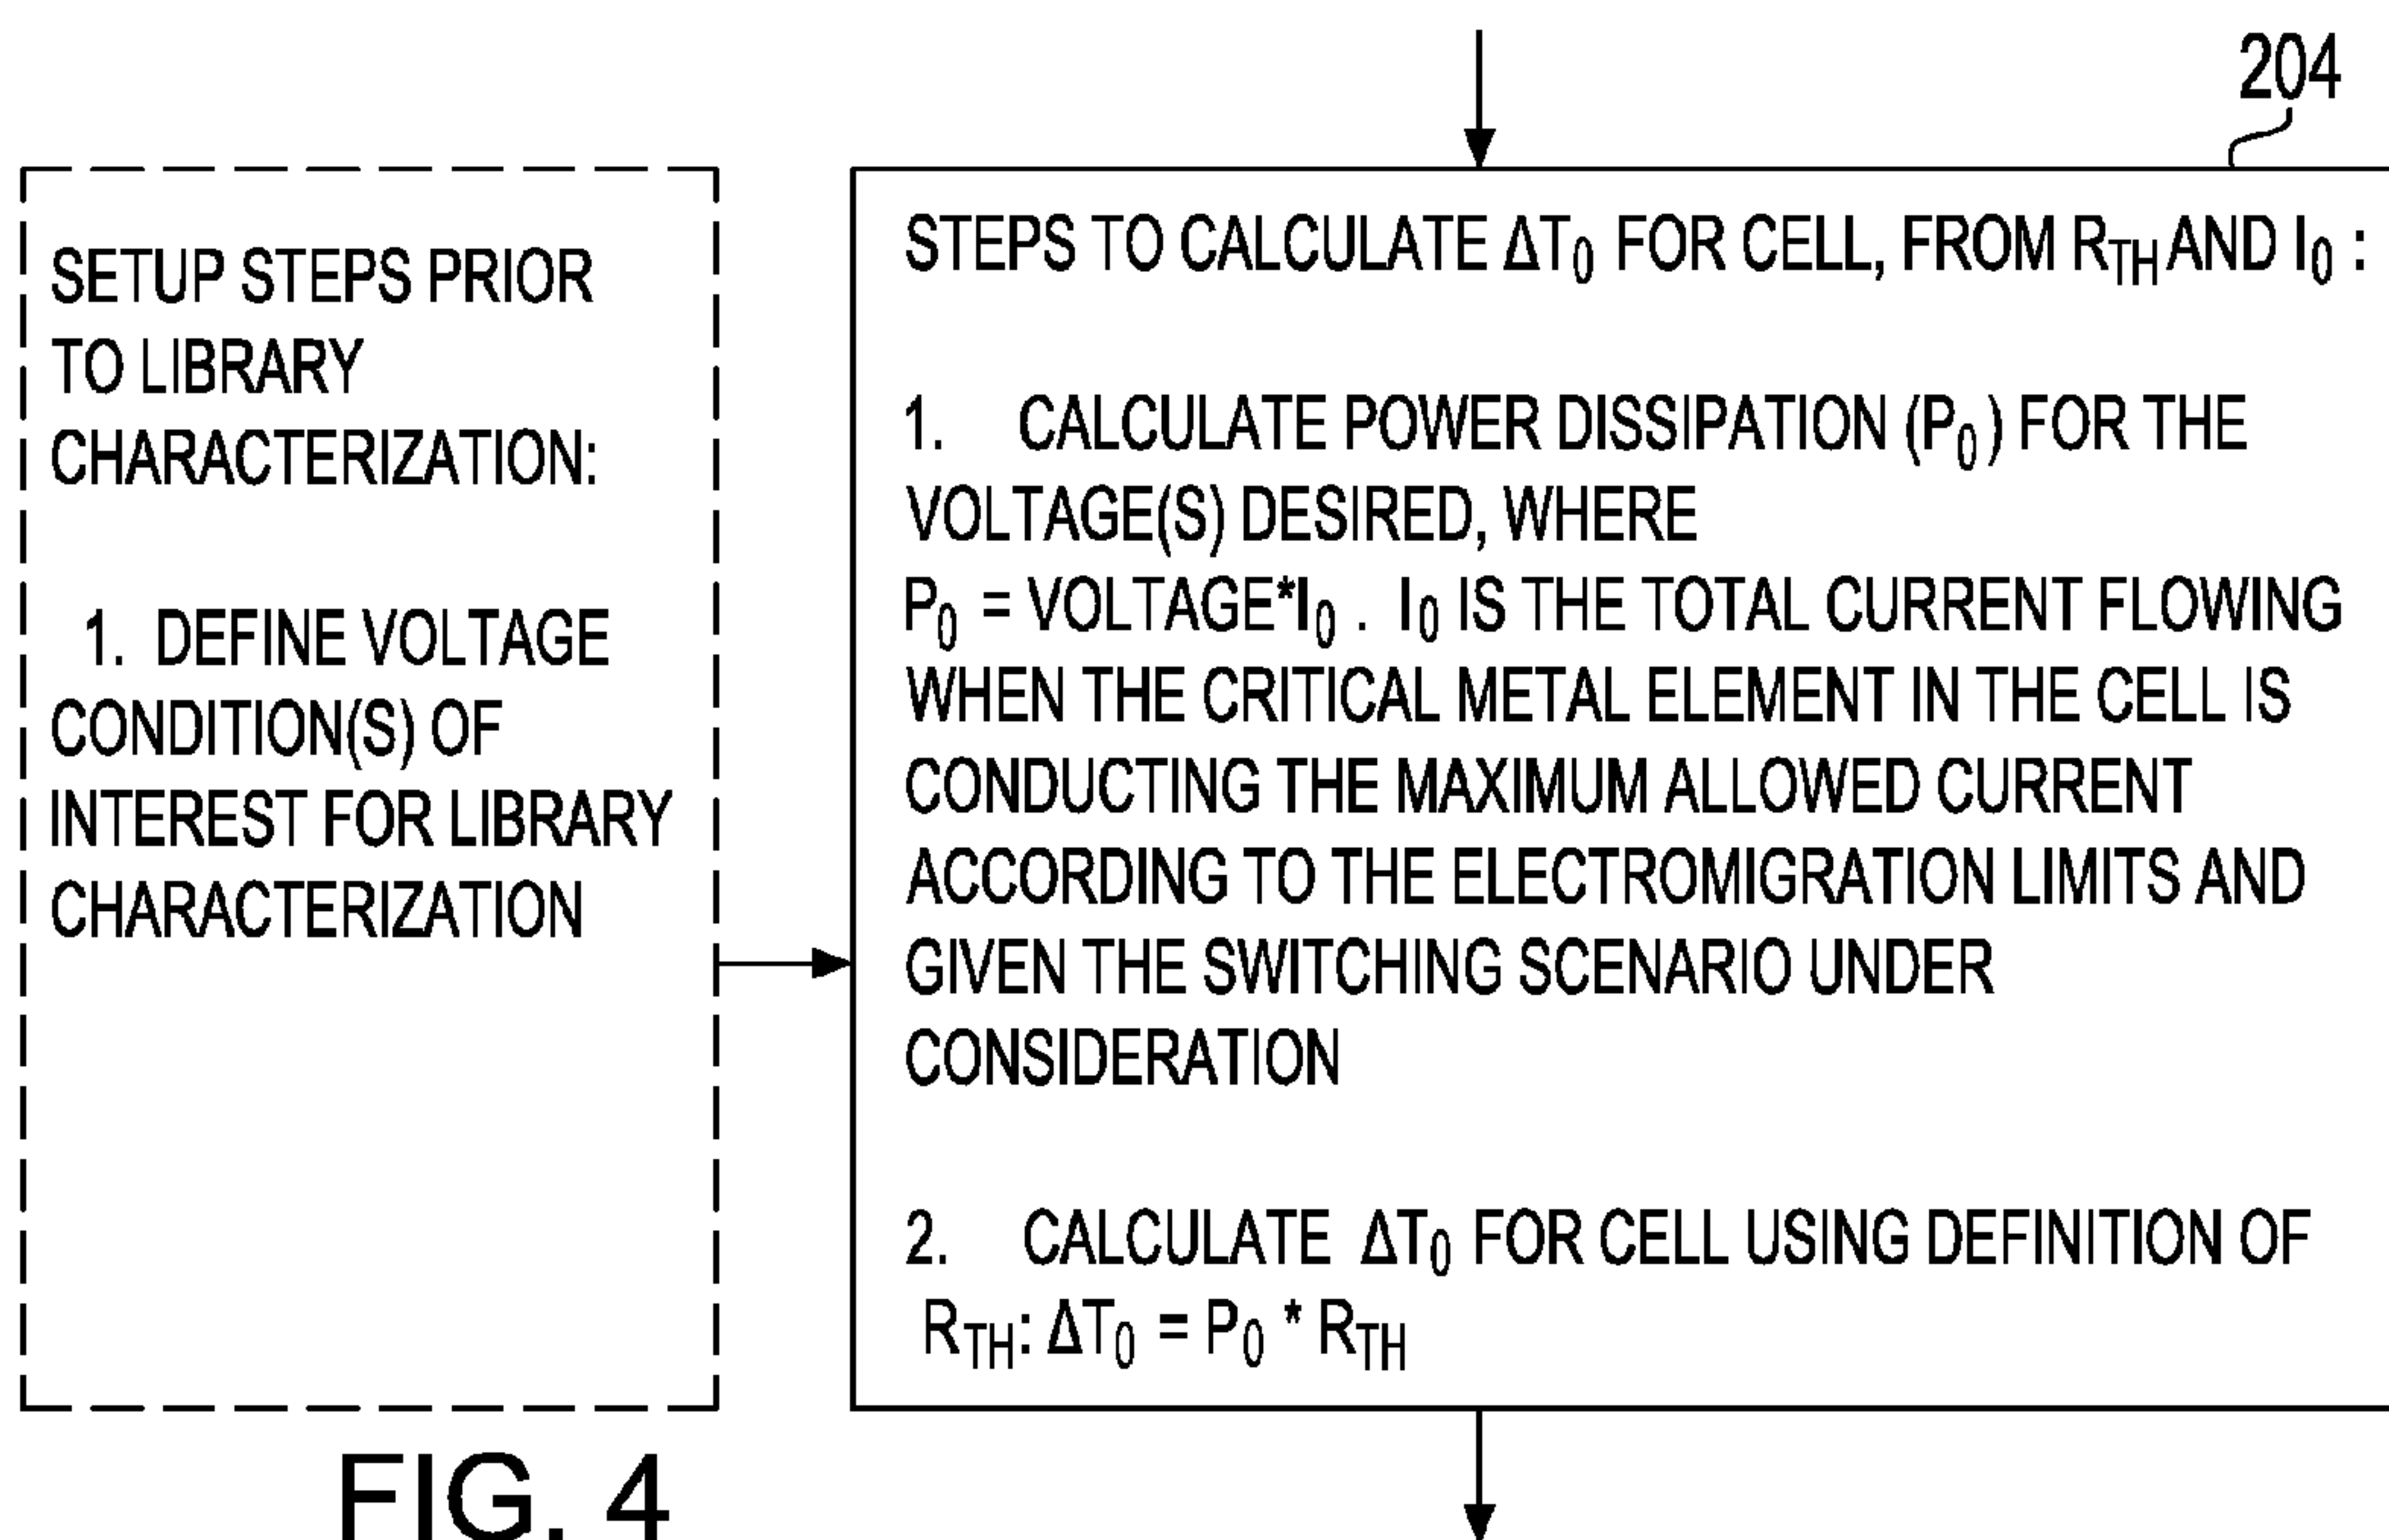 204
SETUP STEPS PRIOR
TO LIBRARY
CHARACTERIZATION:
1. DEFINE VOLTAGE
CONDITION(S) OF
INTEREST FOR LIBRARY
CHARACTERIZATION
STEPS TO CALCULATE ΔT₀ FOR CELL, FROM R_TH AND I₀ :
1. CALCULATE POWER DISSIPATION (P₀) FOR THE
VOLTAGE(S) DESIRED, WHERE
P₀ = VOLTAGE*I₀ . I₀ IS THE TOTAL CURRENT FLOWING
WHEN THE CRITICAL METAL ELEMENT IN THE CELL IS
CONDUCTING THE MAXIMUM ALLOWED CURRENT
ACCORDING TO THE ELECTROMIGRATION LIMITS AND
GIVEN THE SWITCHING SCENARIO UNDER
CONSIDERATION
2. CALCULATE ΔT₀ FOR CELL USING DEFINITION OF
R_TH: ΔT₀ = P₀ * R_TH
FIG. 4